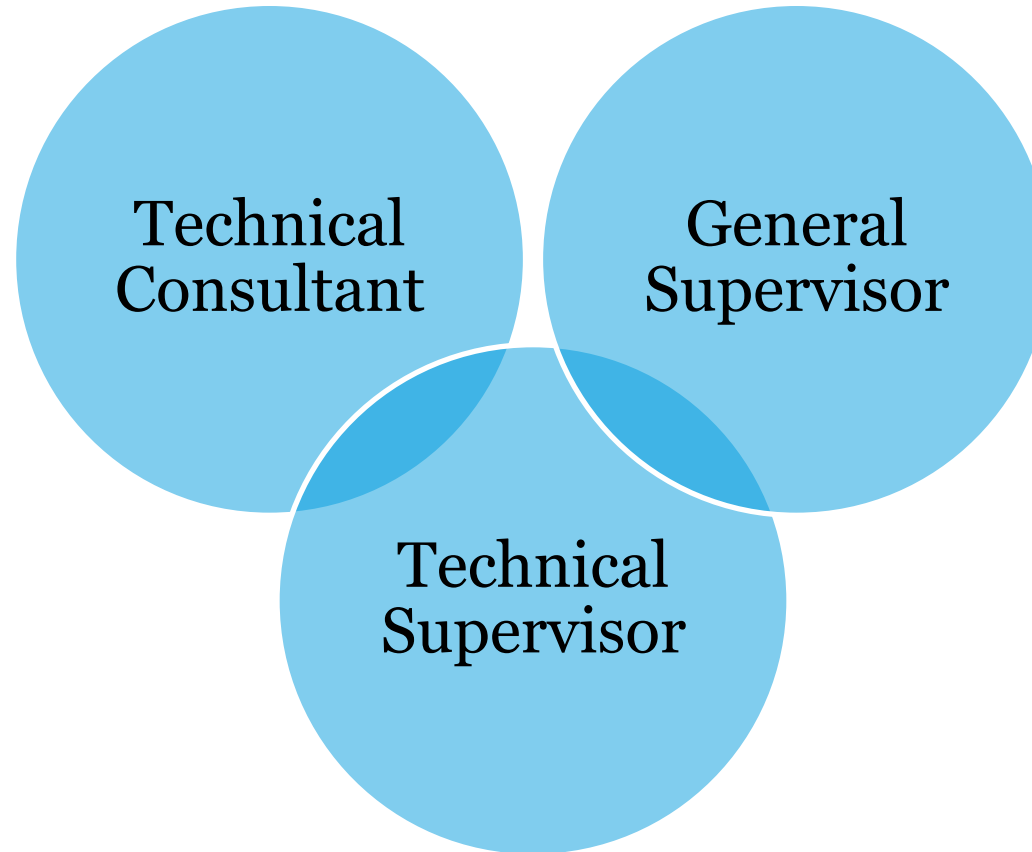 Technical
Consultant
General
Supervisor
Technical
Supervisor